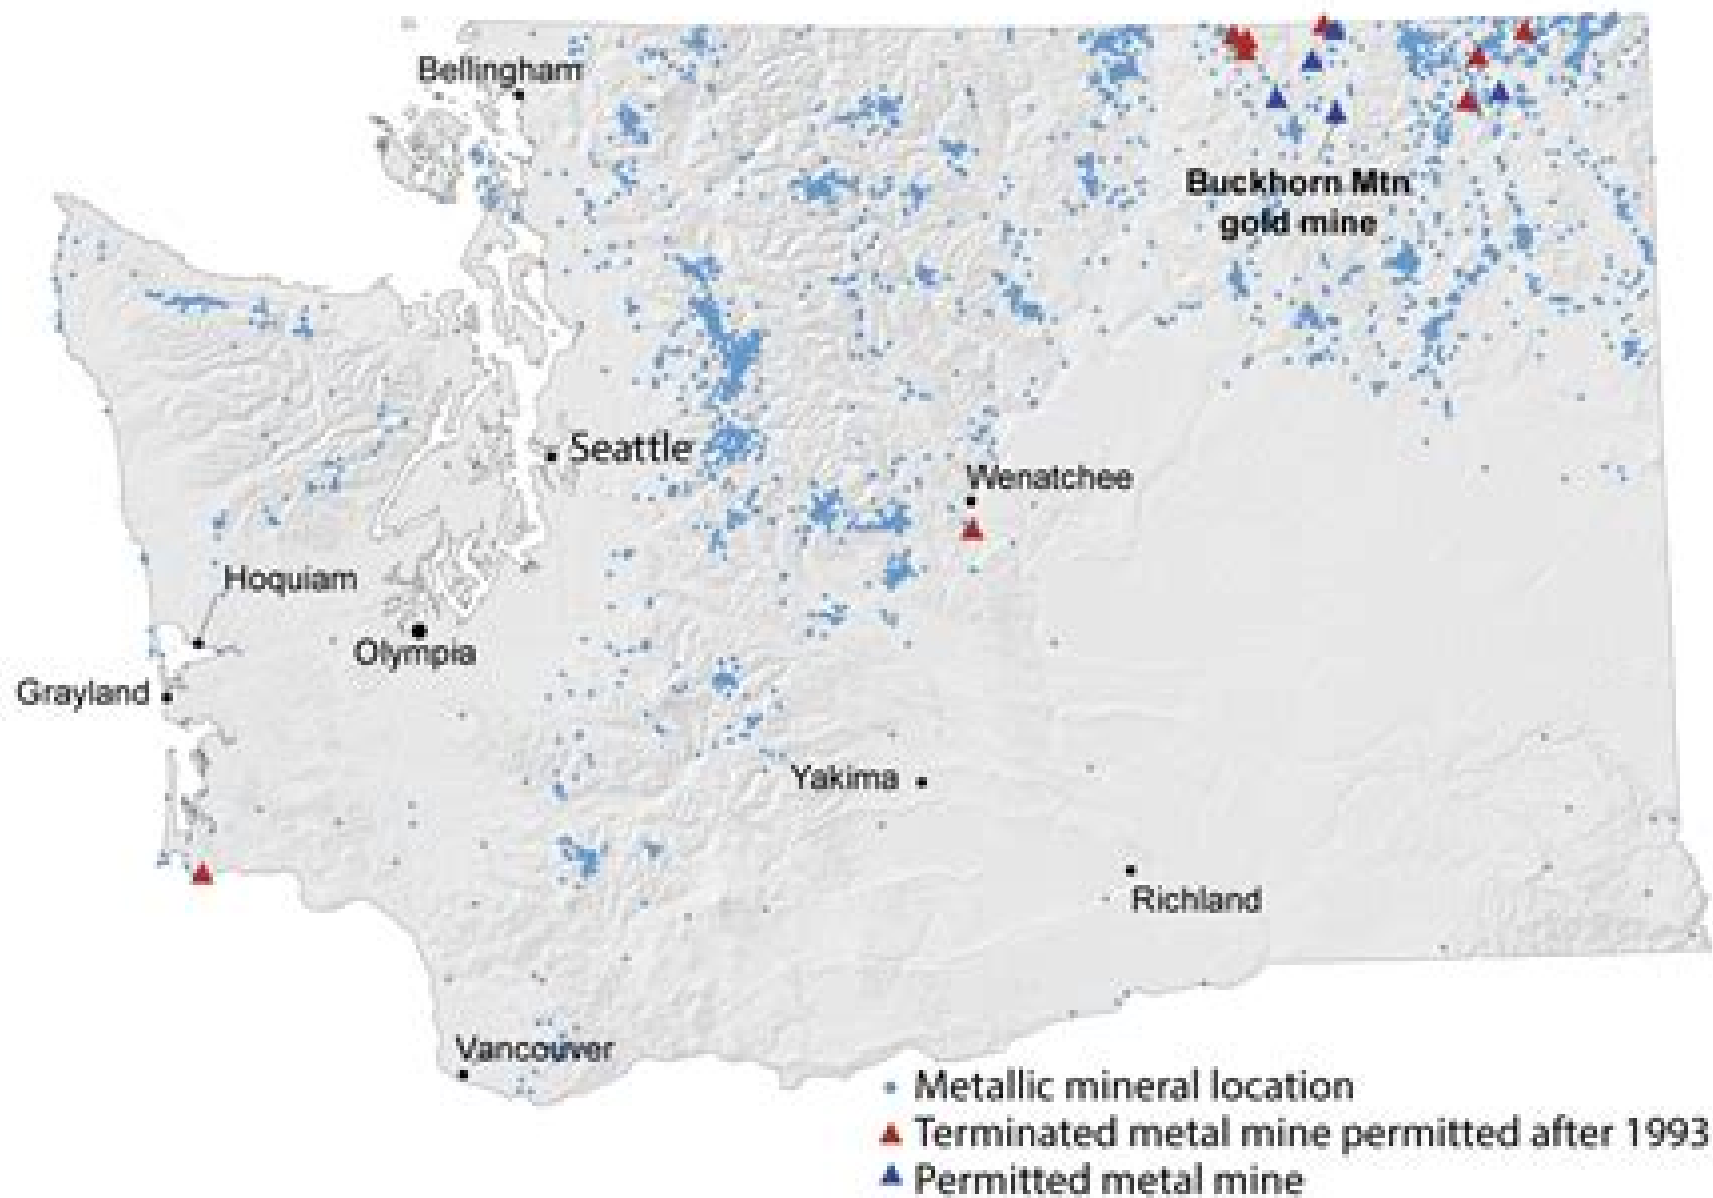 Bellingham
Buckhorn Mtn
gold mine
Seattle
Wenatchee
Hoquiam
Olympia
Grayland
Yakima
Richland
Vancouver
Metallic mineral location
Terminated metal mine permitted after 1993
Permitted metal mine